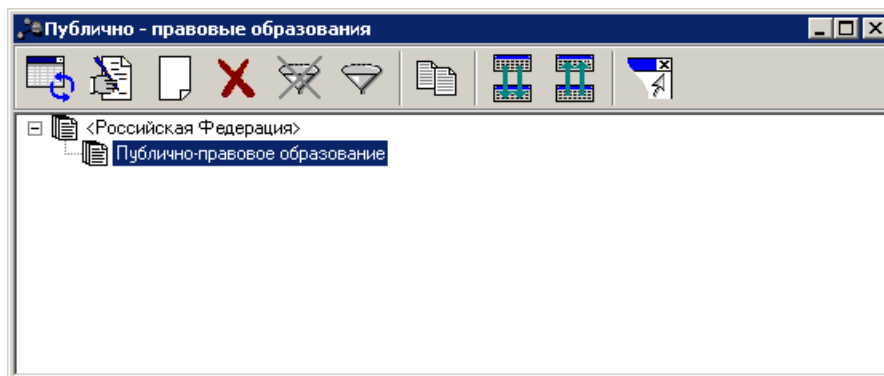 Публично - правовые образования
<Российская Федерация>
Публично-правовое образование